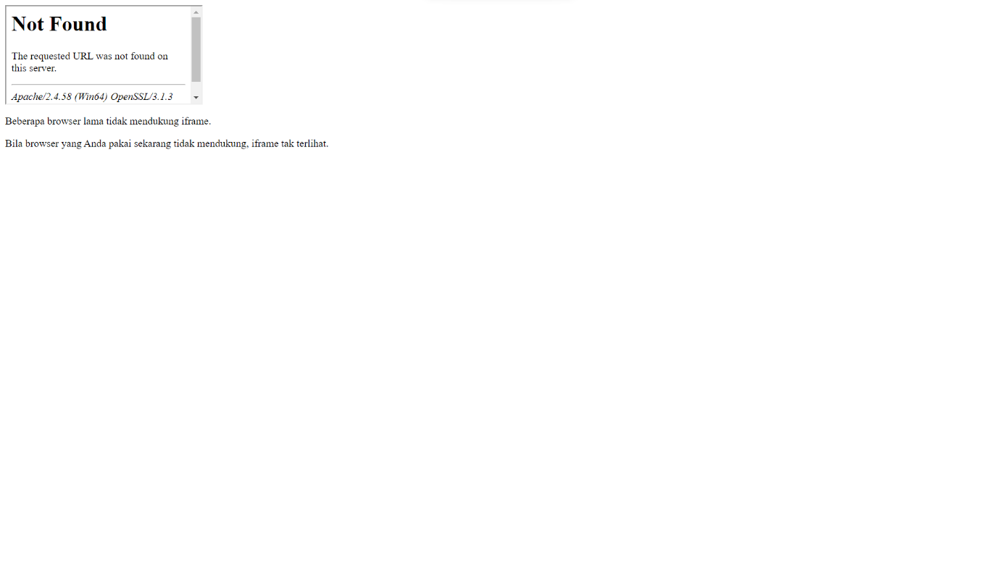 Not Found
The requested URL was not found on
this server.
Apache/2.4.58 (Win64) OpenSSL/3.1.3
Beberapa browser lama tidak mendukung iframe.
Bila browser yang Anda pakai sekarang tidak mendukung, iframe tak terlihat.